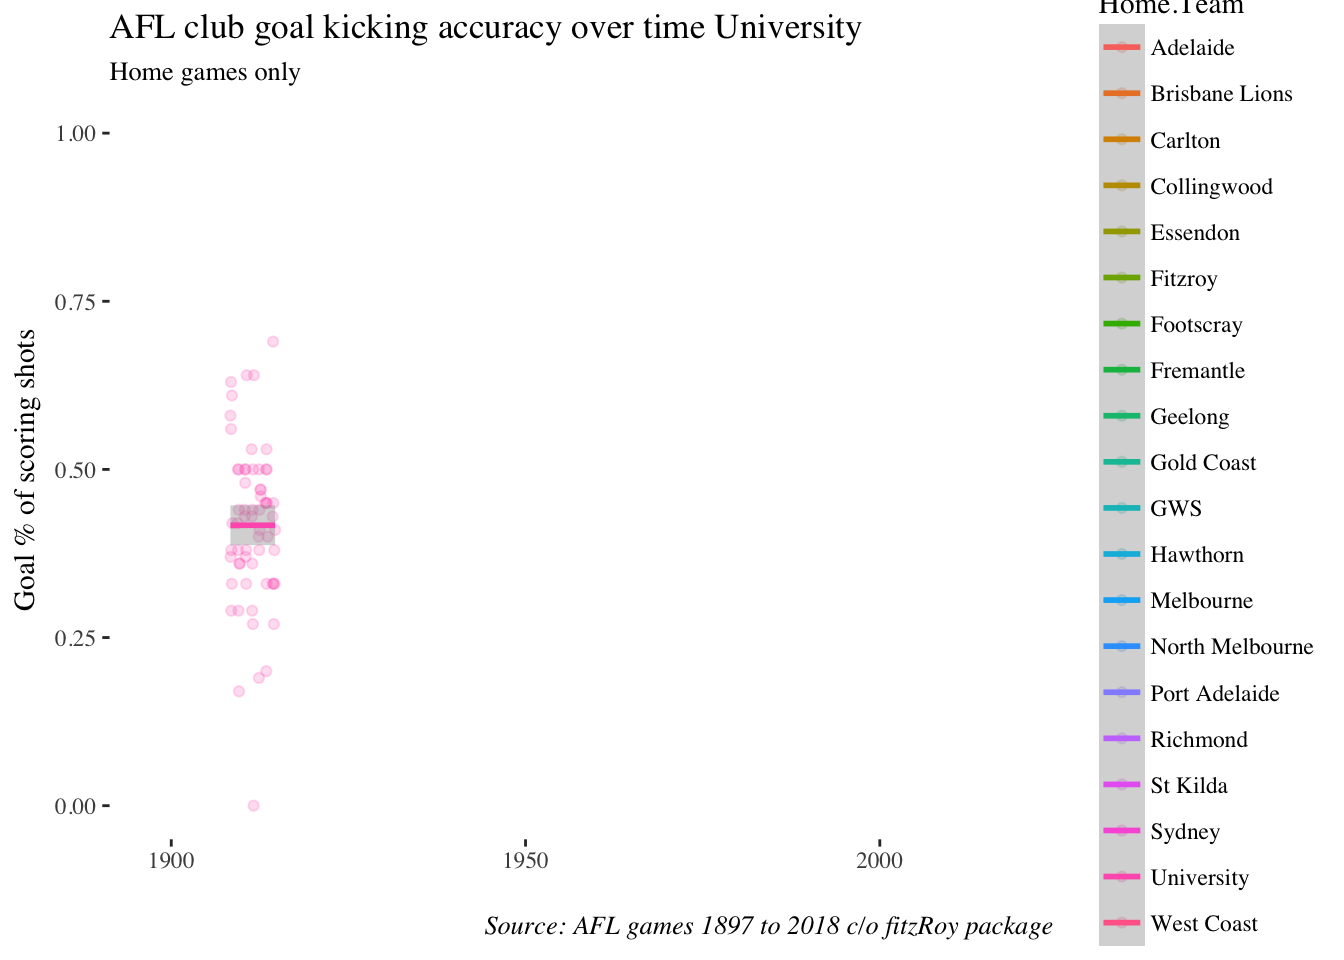 AFL club goal kicking accuracy over time University
Home games only
Home.Team
Adelaide
Brisbane Lions
Carlton
Collingwood
Essendon
Fitzroy
Footscray
Fremantle
Geelong
Gold Coast
GWS
Hawthorn
Melbourne
North Melbourne
Port Adelaide
Richmond
St Kilda
Sydney
University
West Coast
Goal % of scoring shots
1.00
0.75
0.50
0.25
0.00
1900
1950
2000
Source: AFL games 1897 to 2018 c/o fitzRoy package